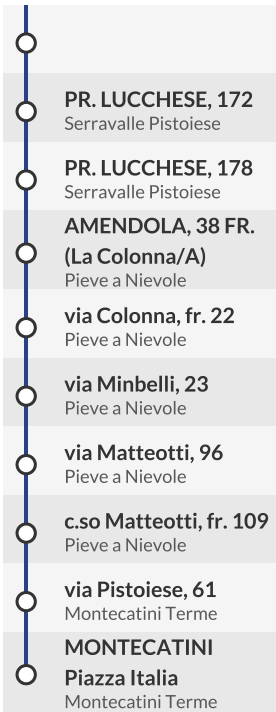 PR. LUCCHESE, 172
Serravalle Pistoiese
PR. LUCCHESE, 178
Serravalle Pistoiese
AMENDOLA, 38 FR.
(La Colonna/A)
Pieve a Nievole
via Colonna, fr. 22
Pieve a Nievole
via Minbelli, 23
Pieve a Nievole
via Matteotti, 96
Pieve a Nievole
c.so Matteotti, fr. 109
Pieve a Nievole
via Pistoiese, 61
Montecatini Terme
MONTECATINI
Piazza Italia
Montecatini Terme